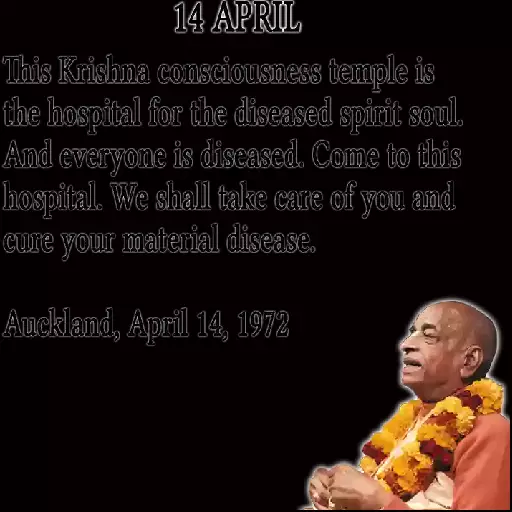 14 APRIL
This Krishna consciousness temple is
the hospital for the diseased spirit soul.
And everyone is diseased. Come to this
hospital. We shall take care of you and
cure your material disease.
Auckland, April 14, 1972